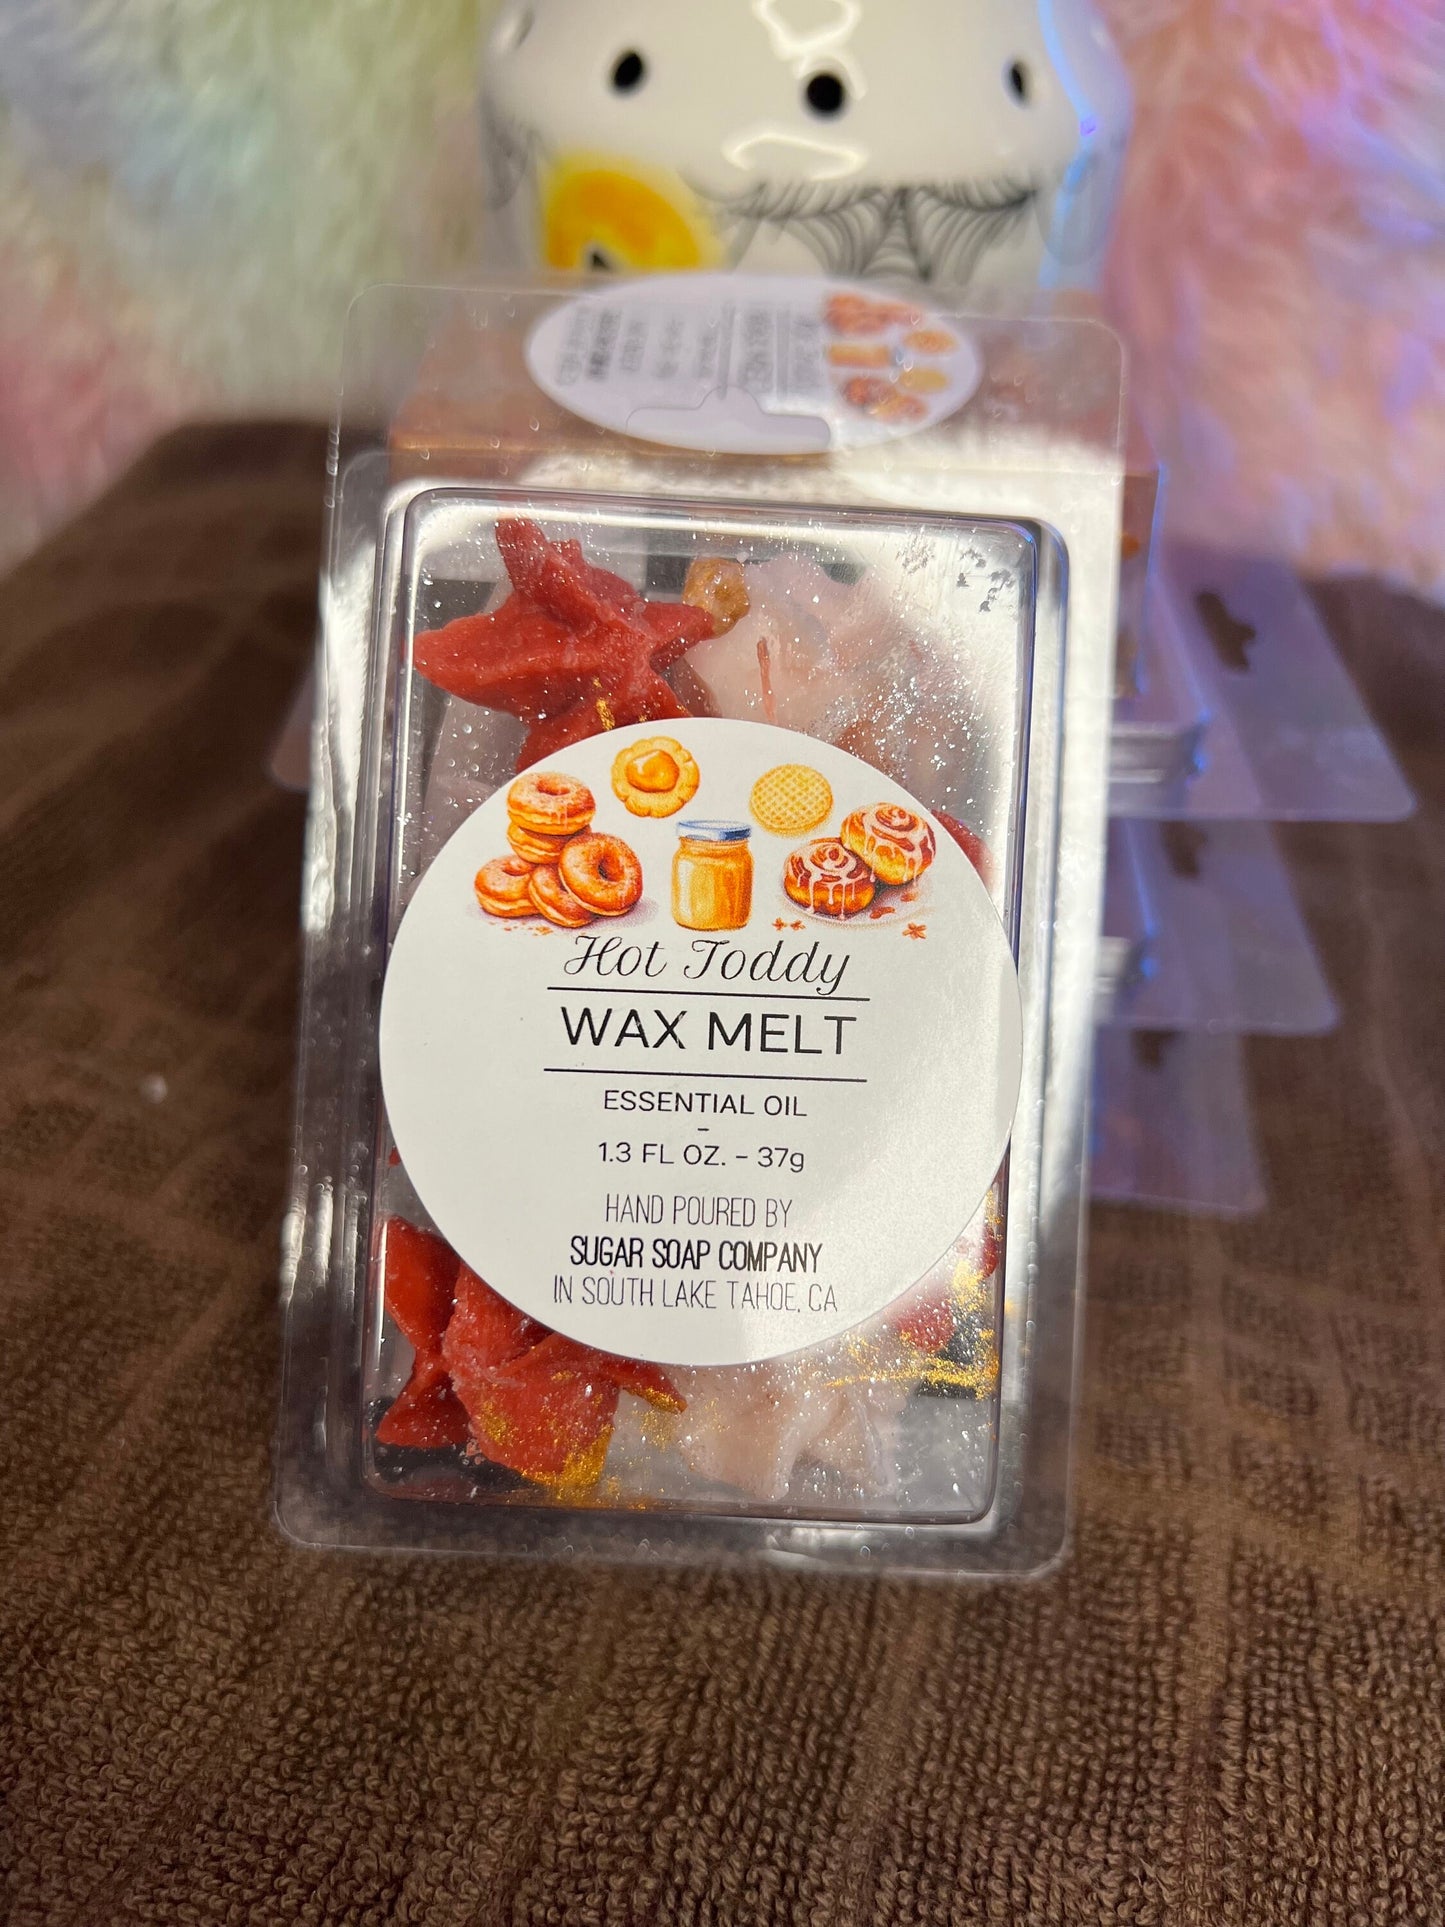 Hot Toddy
WAX MELT
ESSENTIAL OIL
-
1.3 FL OZ. - 37g
HAND POURED BY
SUGAR SOAP COMPANY
IN SOUTH LAKE TAHOE, CA